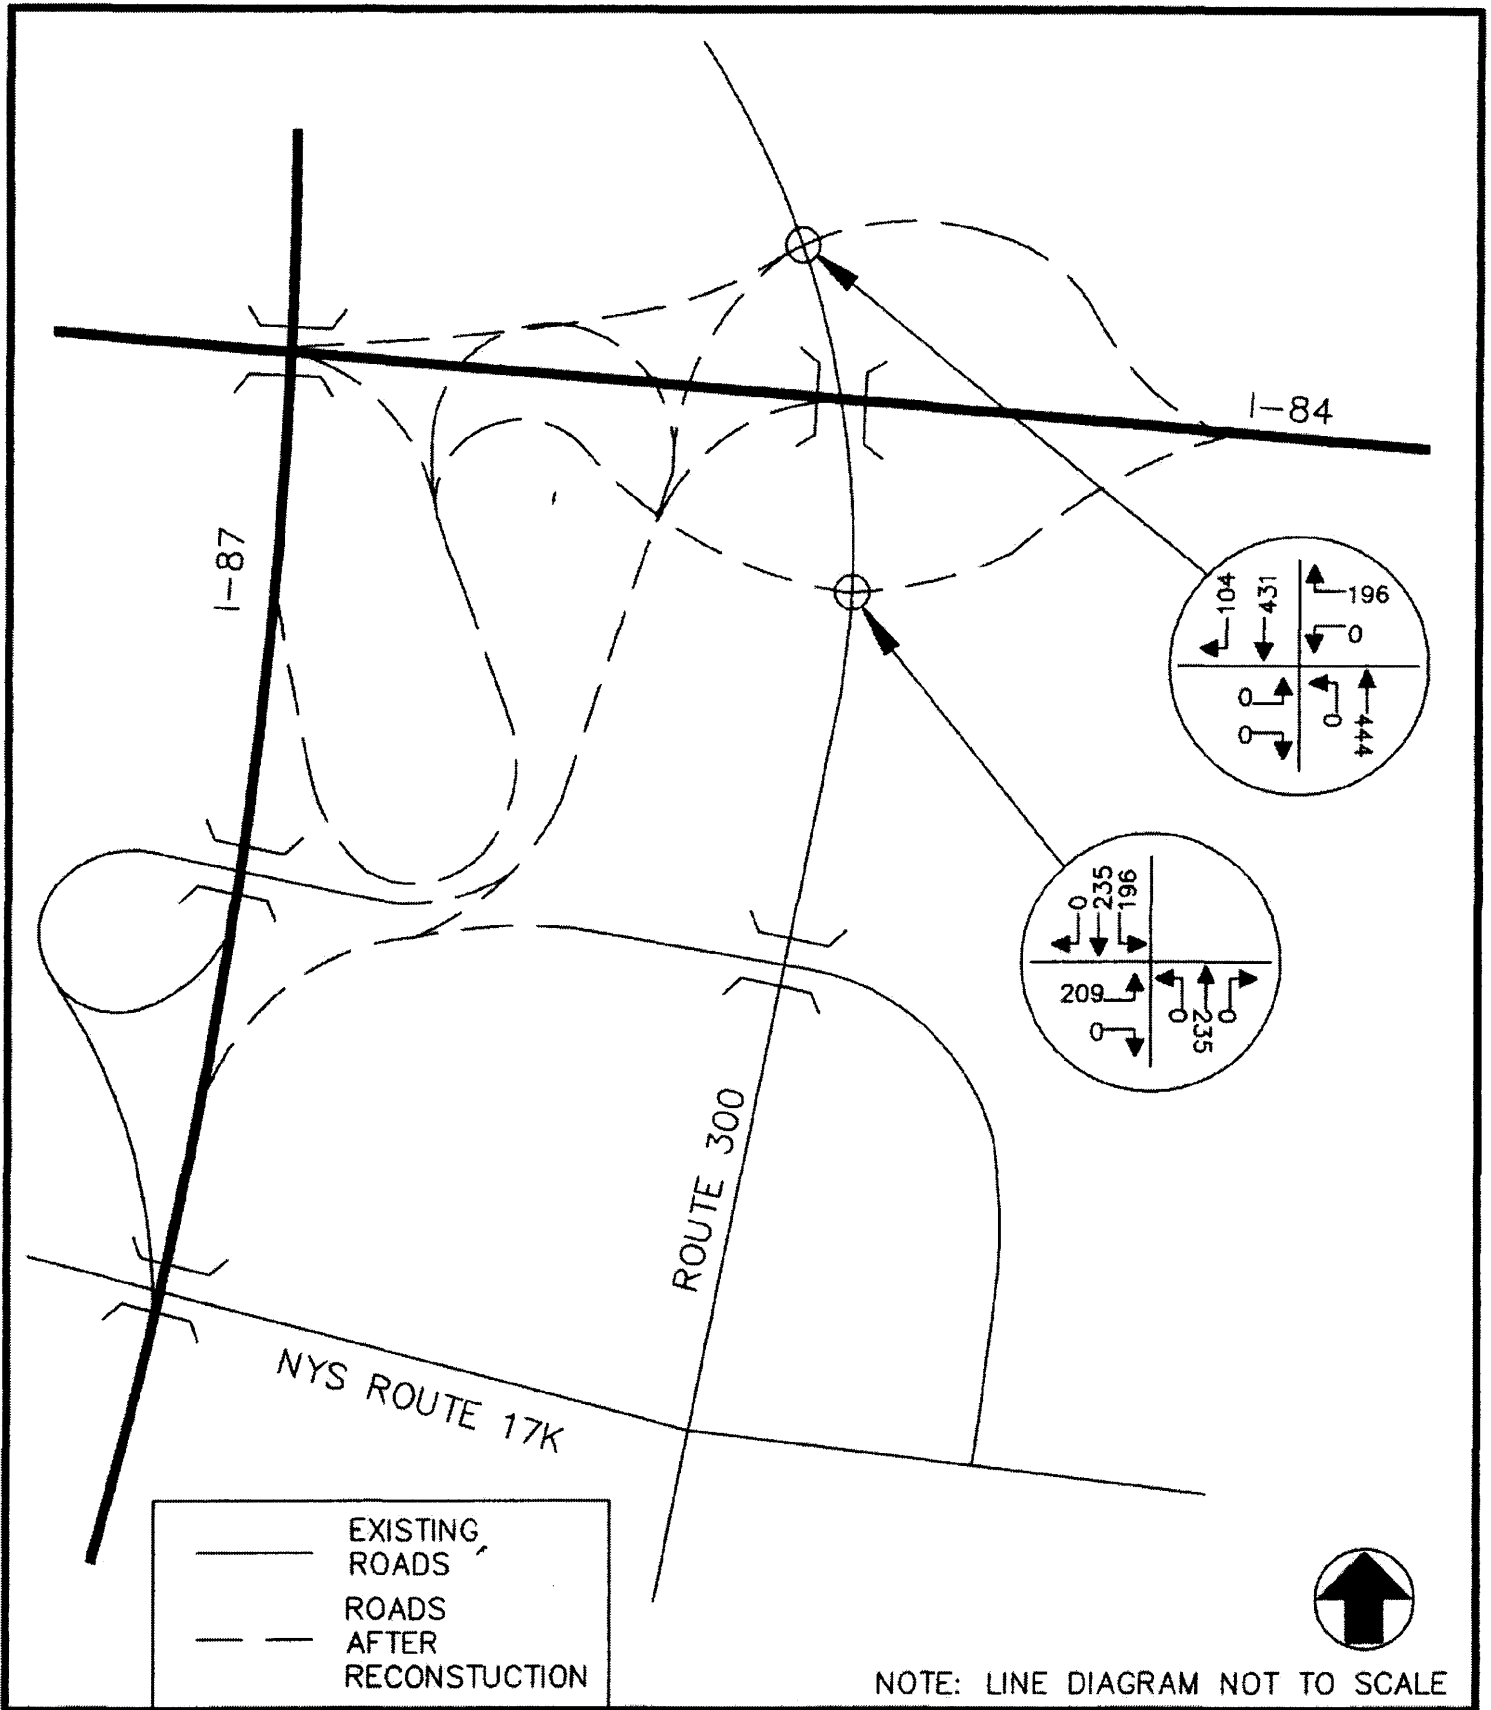 I-84
I-87
104
431
196
0
0
0
0
444
0
235
196
209
0
0
235
0
ROUTE 300
NYS ROUTE 17K
EXISTING
ROADS
ROADS
AFTER
RECONSTUCTION
NOTE: LINE DIAGRAM NOT TO SCALE